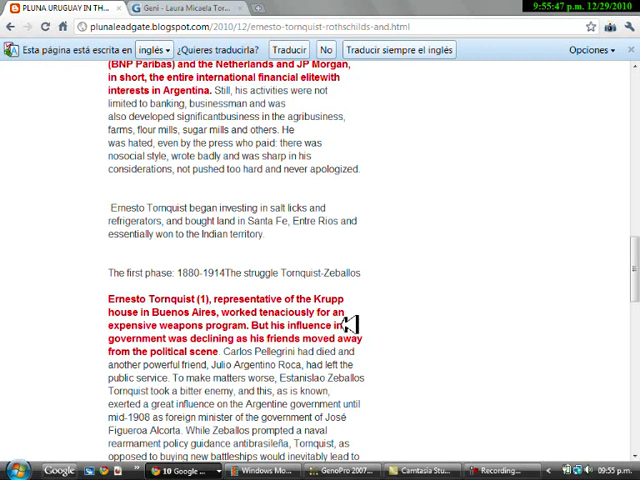 9:55:47 p.m. 12/29/2010
PLUNA URUGUAY IN TH
Geni - Laura Micaela Tor
plunaleadgate.blogspot.com/2010/12/ernesto-tornquist-rothschilds-and.html
Esta página está escrita en inglés ¿Quieres traducirla? Traducir No Traducir siempre el inglés Opciones
(BNP Paribas) and the Netherlands and JP Morgan,
in short, the entire international financial elitewith
interests in Argentina. Still, his activities were not
limited to banking, businessman and was
also developed significantbusiness in the agribusiness,
farms, flour mills, sugar mills and others. He
was hated, even by the press who paid: there was
nosocial style, wrote badly and was sharp in his
considerations, not pushed too hard and never apologized.
Ernesto Tornquist began investing in salt licks and
refrigerators, and bought land in Santa Fe, Entre Rios and
essentially won to the Indian territory.
The first phase: 1880-1914The struggle Tornquist-Zeballos
Ernesto Tornquist (1), representative of the Krupp
house in Buenos Aires, worked tenaciously for an
expensive weapons program. But his influence in
government was declining as his friends moved away
from the political scene. Carlos Pellegrini had died and
another powerful friend, Julio Argentino Roca, had left the
public service. To make matters worse, Estanislao Zeballos
Tornquist took a bitter enemy, and this, as is known,
exerted a great influence on the Argentine government until
mid-1908 as foreign minister of the government of José
Figueroa Alcorta. While Zeballos prompted a naval
rearmament policy guidance antibrasileña, Tornquist, as
opposed to buying new battleships would inevitably lead to
Google
10 Google ...
Windows Mo...
GenoPro 2007...
Camtasia Stu...
Recording...
09:55 p.m.